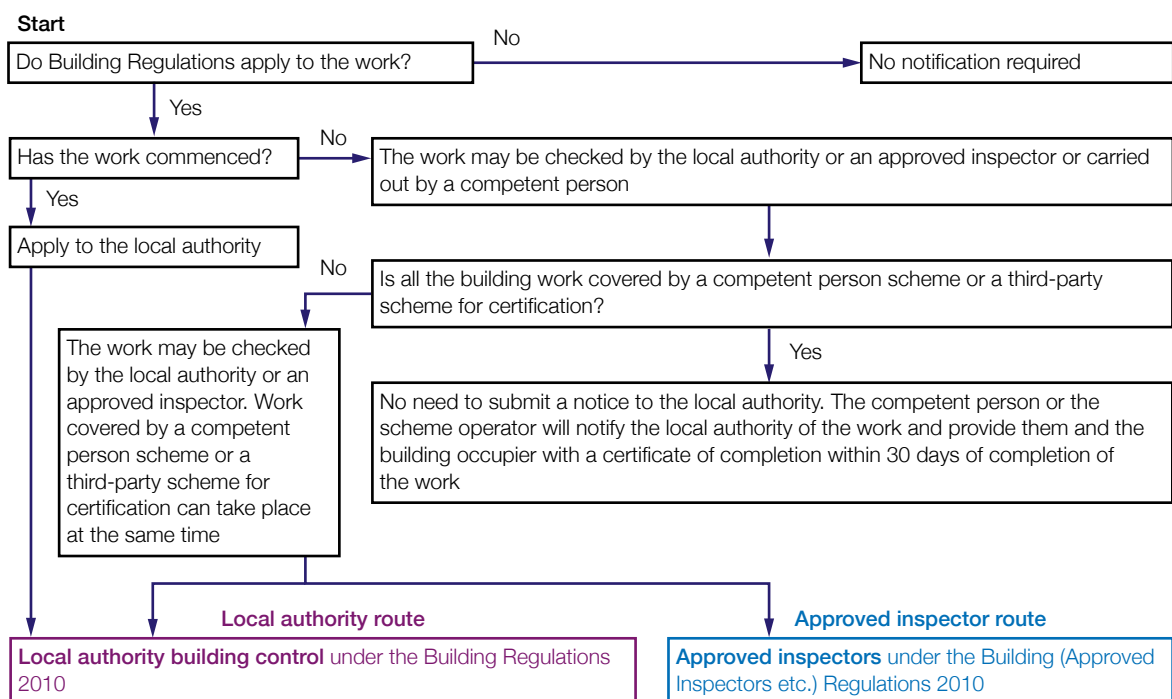 Start
Do Building Regulations apply to the work?
No
No notification required
Yes
Has the work commenced?
No
The work may be checked by the local authority or an approved inspector or carried
out by a competent person
Yes
Apply to the local authority
No
Is all the building work covered by a competent person scheme or a third-party
scheme for certification?
The work may be checked
by the local authority or an
approved inspector. Work
covered by a competent
person scheme or a
third-party scheme for
certification can take place
at the same time
Yes
No need to submit a notice to the local authority. The competent person or the
scheme operator will notify the local authority of the work and provide them and the
building occupier with a certificate of completion within 30 days of completion of
the work
Local authority route
Local authority building control under the Building Regulations
2010
Approved inspector route
Approved inspectors under the Building (Approved
Inspectors etc.) Regulations 2010